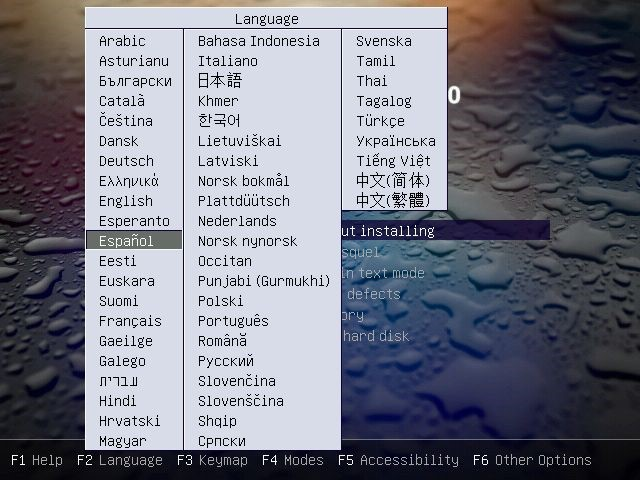 Language
Arabic
Asturianu
Български
Català
Čeština
Dansk
Deutsch
Ελληνικά
English
Esperanto
Español
Eesti
Euskara
Suomi
Français
Gaeilge
Galego
עברית
Hindi
Hrvatski
Magyar
Bahasa Indonesia
Italiano
日本語
Khmer
한국어
Lietuviškai
Latviski
Norsk bokmål
Plattdüütsch
Nederlands
Norsk nynorsk
Occitan
Punjabi (Gurmukhi)
Polski
Português
Română
Русский
Slovenčina
Slovenščina
Shqip
Српски
Svenska
Tamil
Thai
Tagalog
Türkçe
Українська
Tiếng Việt
中文(简体)
中文(繁體)
0
ut installing
squel
in text mode
defects
ory
hard disk
F1 Help F2 Language F3 Keymap F4 Modes F5 Accessibility F6 Other Options